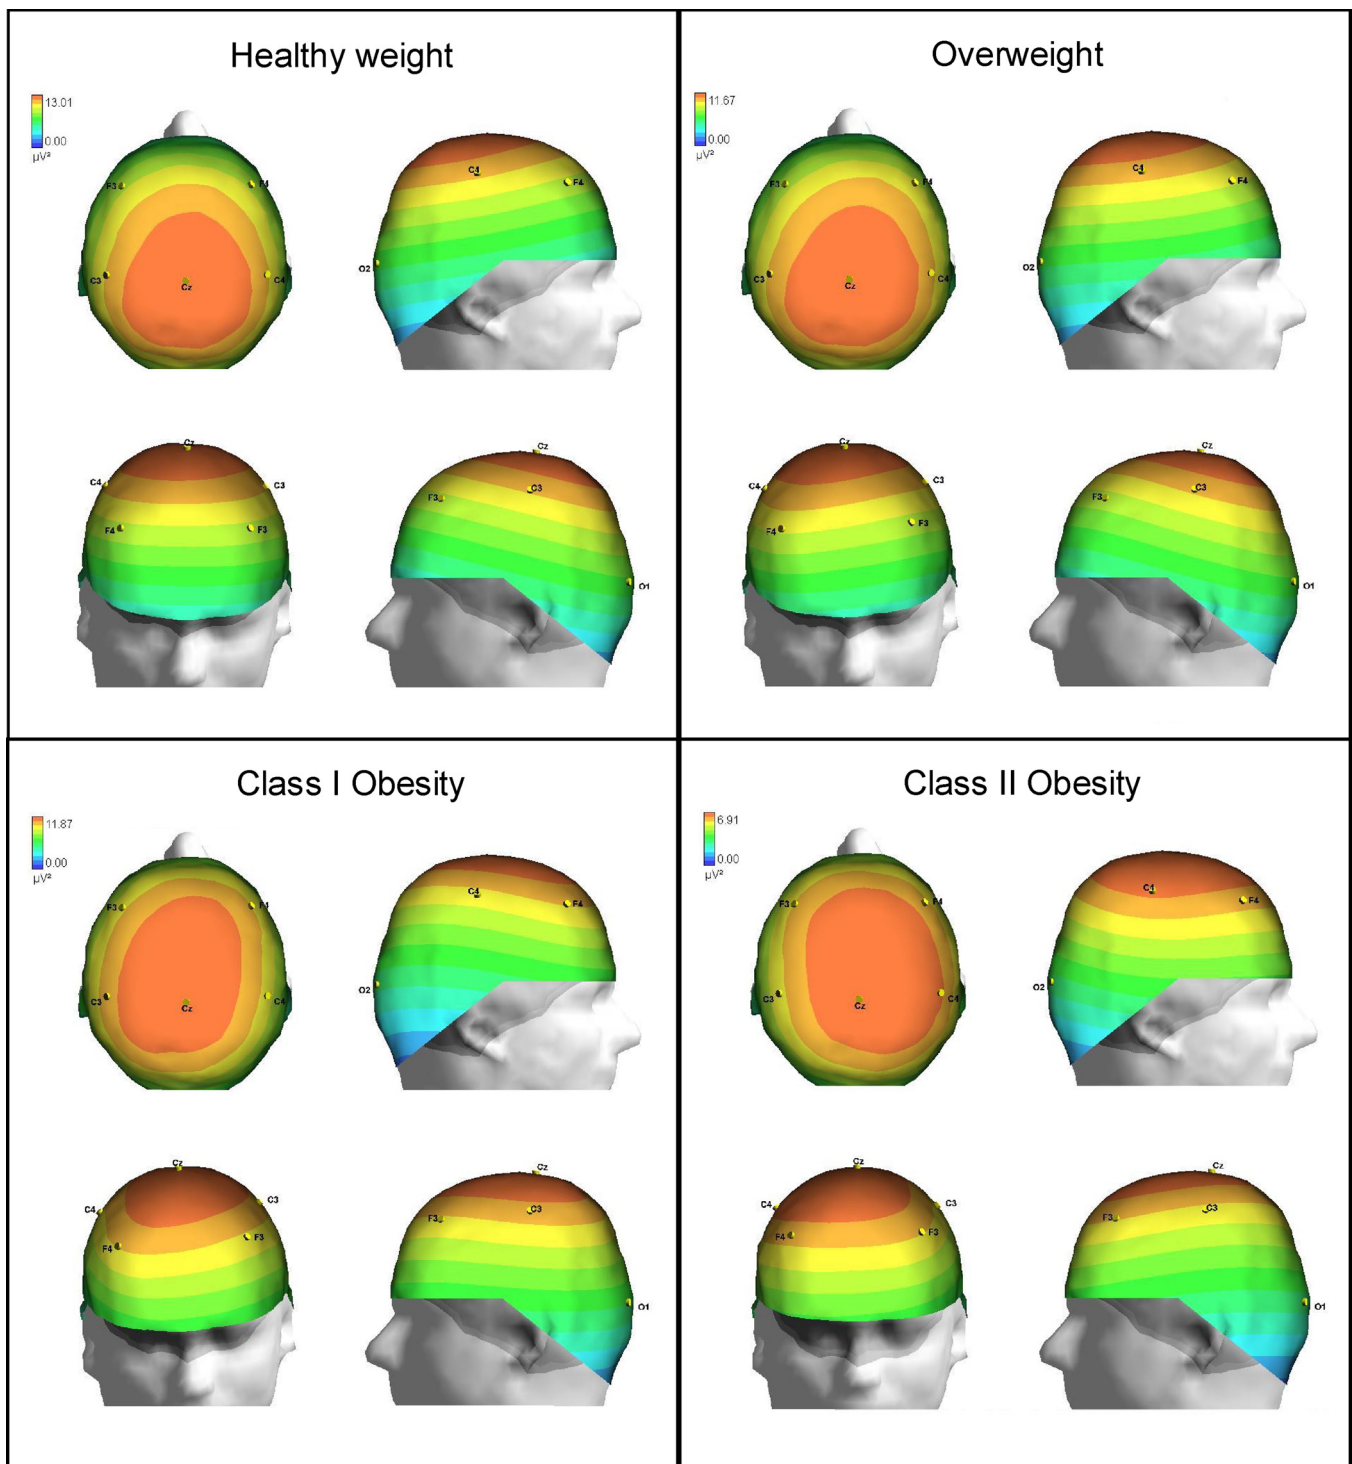 Healthy weight
13.01
0.00
µV²
F3
F4
C3
Cz
C4
C4
F4
O2
Cz
C4
C3
F4
F3
Cz
F3
C3
O1
Overweight
11.67
0.00
µV²
F3
F4
C3
Cz
C4
C4
F4
O2
Cz
C4
C3
F4
F3
Cz
F3
C3
O1
Class I Obesity
11.87
0.00
µV²
F3
F4
C3
Cz
C4
C4
F4
O2
Cz
C4
C3
F4
F3
Cz
F3
C3
O1
Class II Obesity
6.91
0.00
µV²
F3
F4
C3
Cz
C4
C4
F4
O2
Cz
C4
C3
F4
F3
Cz
F3
C3
O1